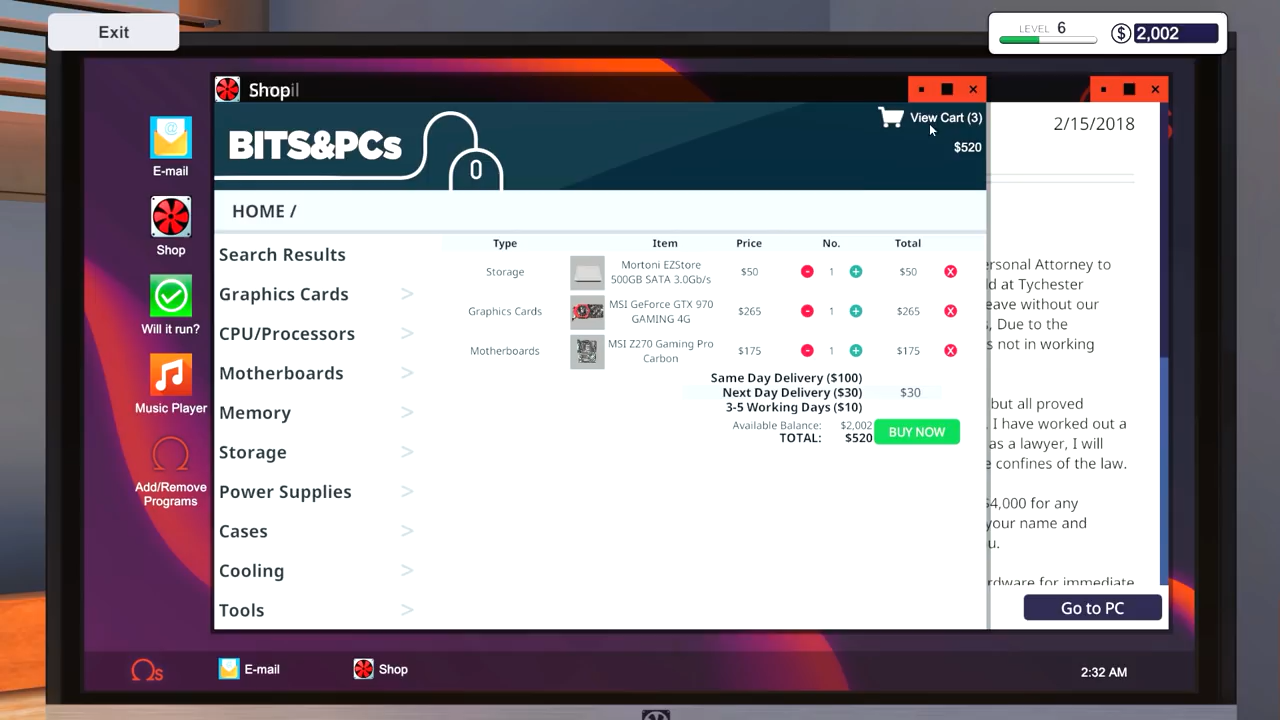 Exit
LEVEL 6
$ 2,002
Shop
View Cart (3)
$520
BITS&PCs
2/15/2018
E-mail
Shop
Will it run?
Music Player
Add/Remove
Programs
HOME /
Search Results
Graphics Cards >
CPU/Processors >
Motherboards >
Memory >
Storage >
Power Supplies >
Cases >
Cooling >
Tools >
Type Item Price No. Total
Storage Mortoni EZStore $50 - 1 + $50 X
500GB SATA 3.0Gb/s
Graphics Cards MSI GeForce GTX 970 $265 - 1 + $265 X
GAMING 4G
Motherboards MSI Z270 Gaming Pro $175 - 1 + $175 X
Carbon
Same Day Delivery ($100)
Next Day Delivery ($30) $30
3-5 Working Days ($10)
Available Balance: $2,002
TOTAL: $520
BUY NOW
ersonal Attorney to
d at Tychester
eave without our
, Due to the
s not in working
but all proved
. I have worked out a
as a lawyer, I will
e confines of the law.
$4,000 for any
your name and
u.
rdware for immediate
Go to PC
E-mail
Shop
2:32 AM